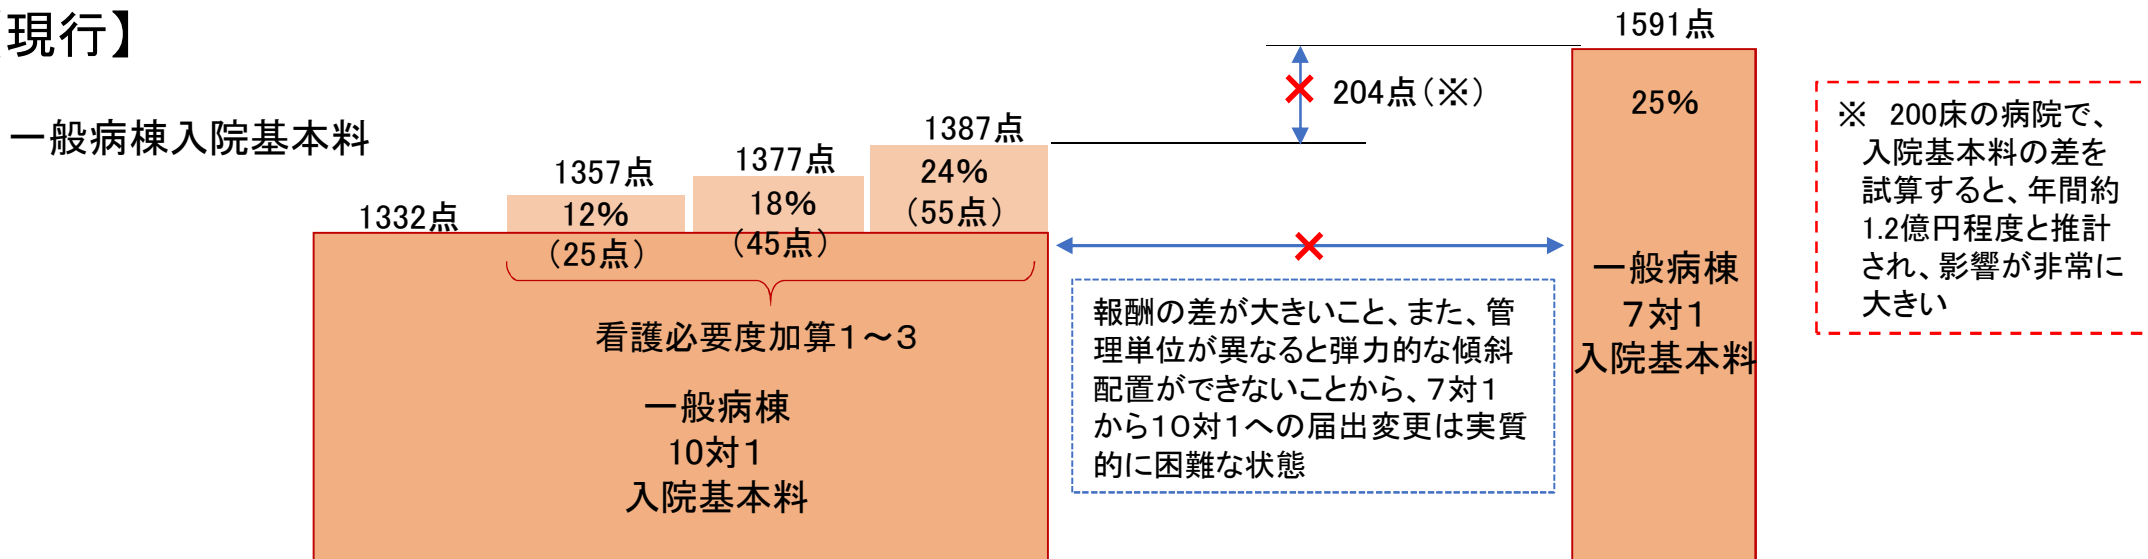 現行】
一般病棟入院基本料
1332点
1357点
12%
（25点）
1377点
18%
（45点）
1387点
24%
（55点）
看護必要度加算１～３
一般病棟
10対１
入院基本料
204点（※）
報酬の差が大きいこと、また、管
理単位が異なると弾力的な傾斜
配置ができないことから、７対１
から１０対１への届出変更は実質
的に困難な状態
1591点
25%
一般病棟
７対１
入院基本料
※ 200床の病院で、
入院基本料の差を
試算すると、年間約
1.2億円程度と推計
され、影響が非常に
大きい